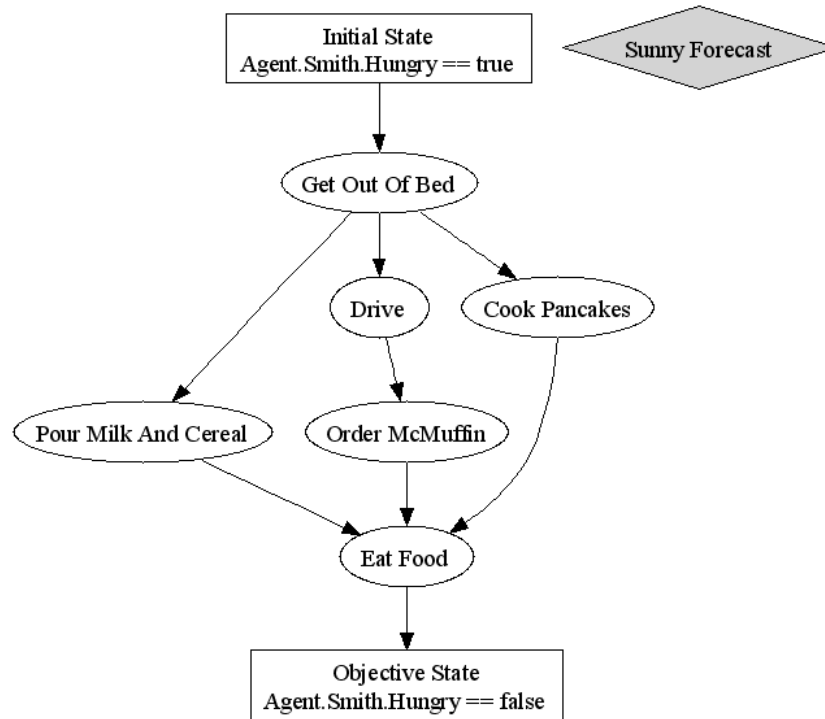 Initial State
Agent.Smith.Hungry == true
Sunny Forecast
Get Out Of Bed
Drive
Cook Pancakes
Pour Milk And Cereal
Order McMuffin
Eat Food
Objective State
Agent.Smith.Hungry == false